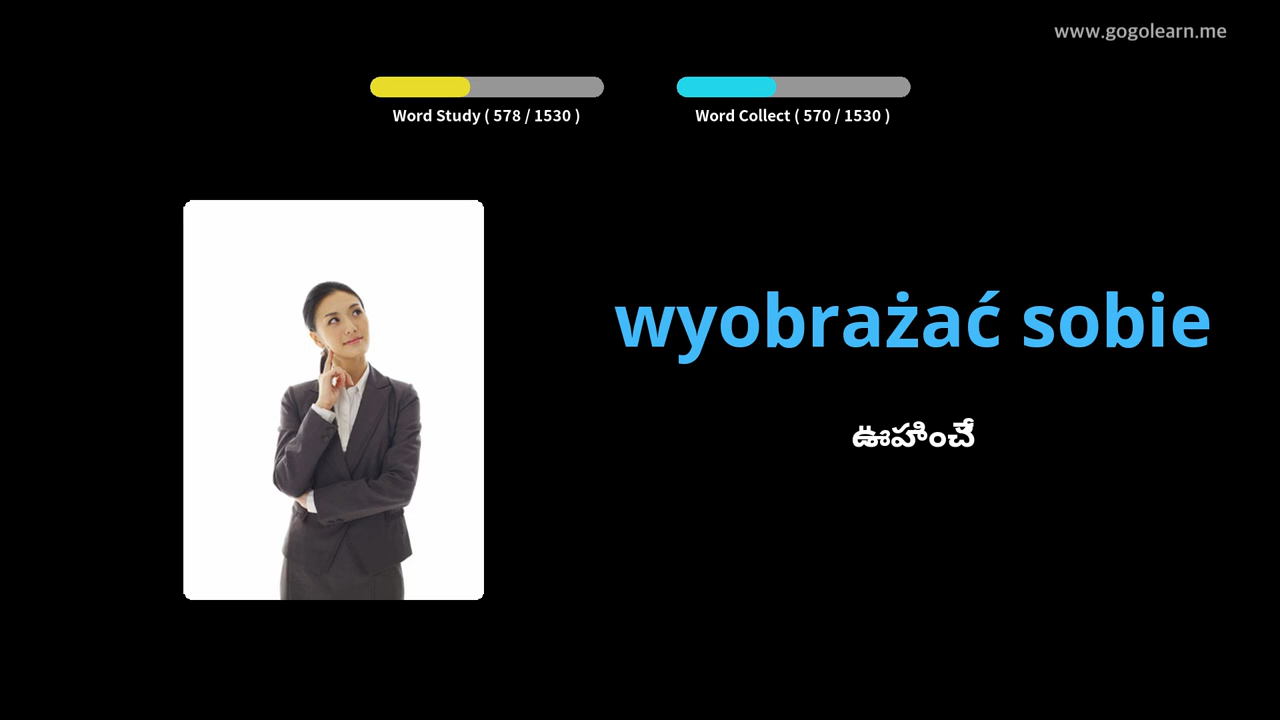 www.gogolearn.me
Word Study ( 578 / 1530 )
Word Collect ( 570 / 1530 )
wyobrażać sobie
ఊహించే